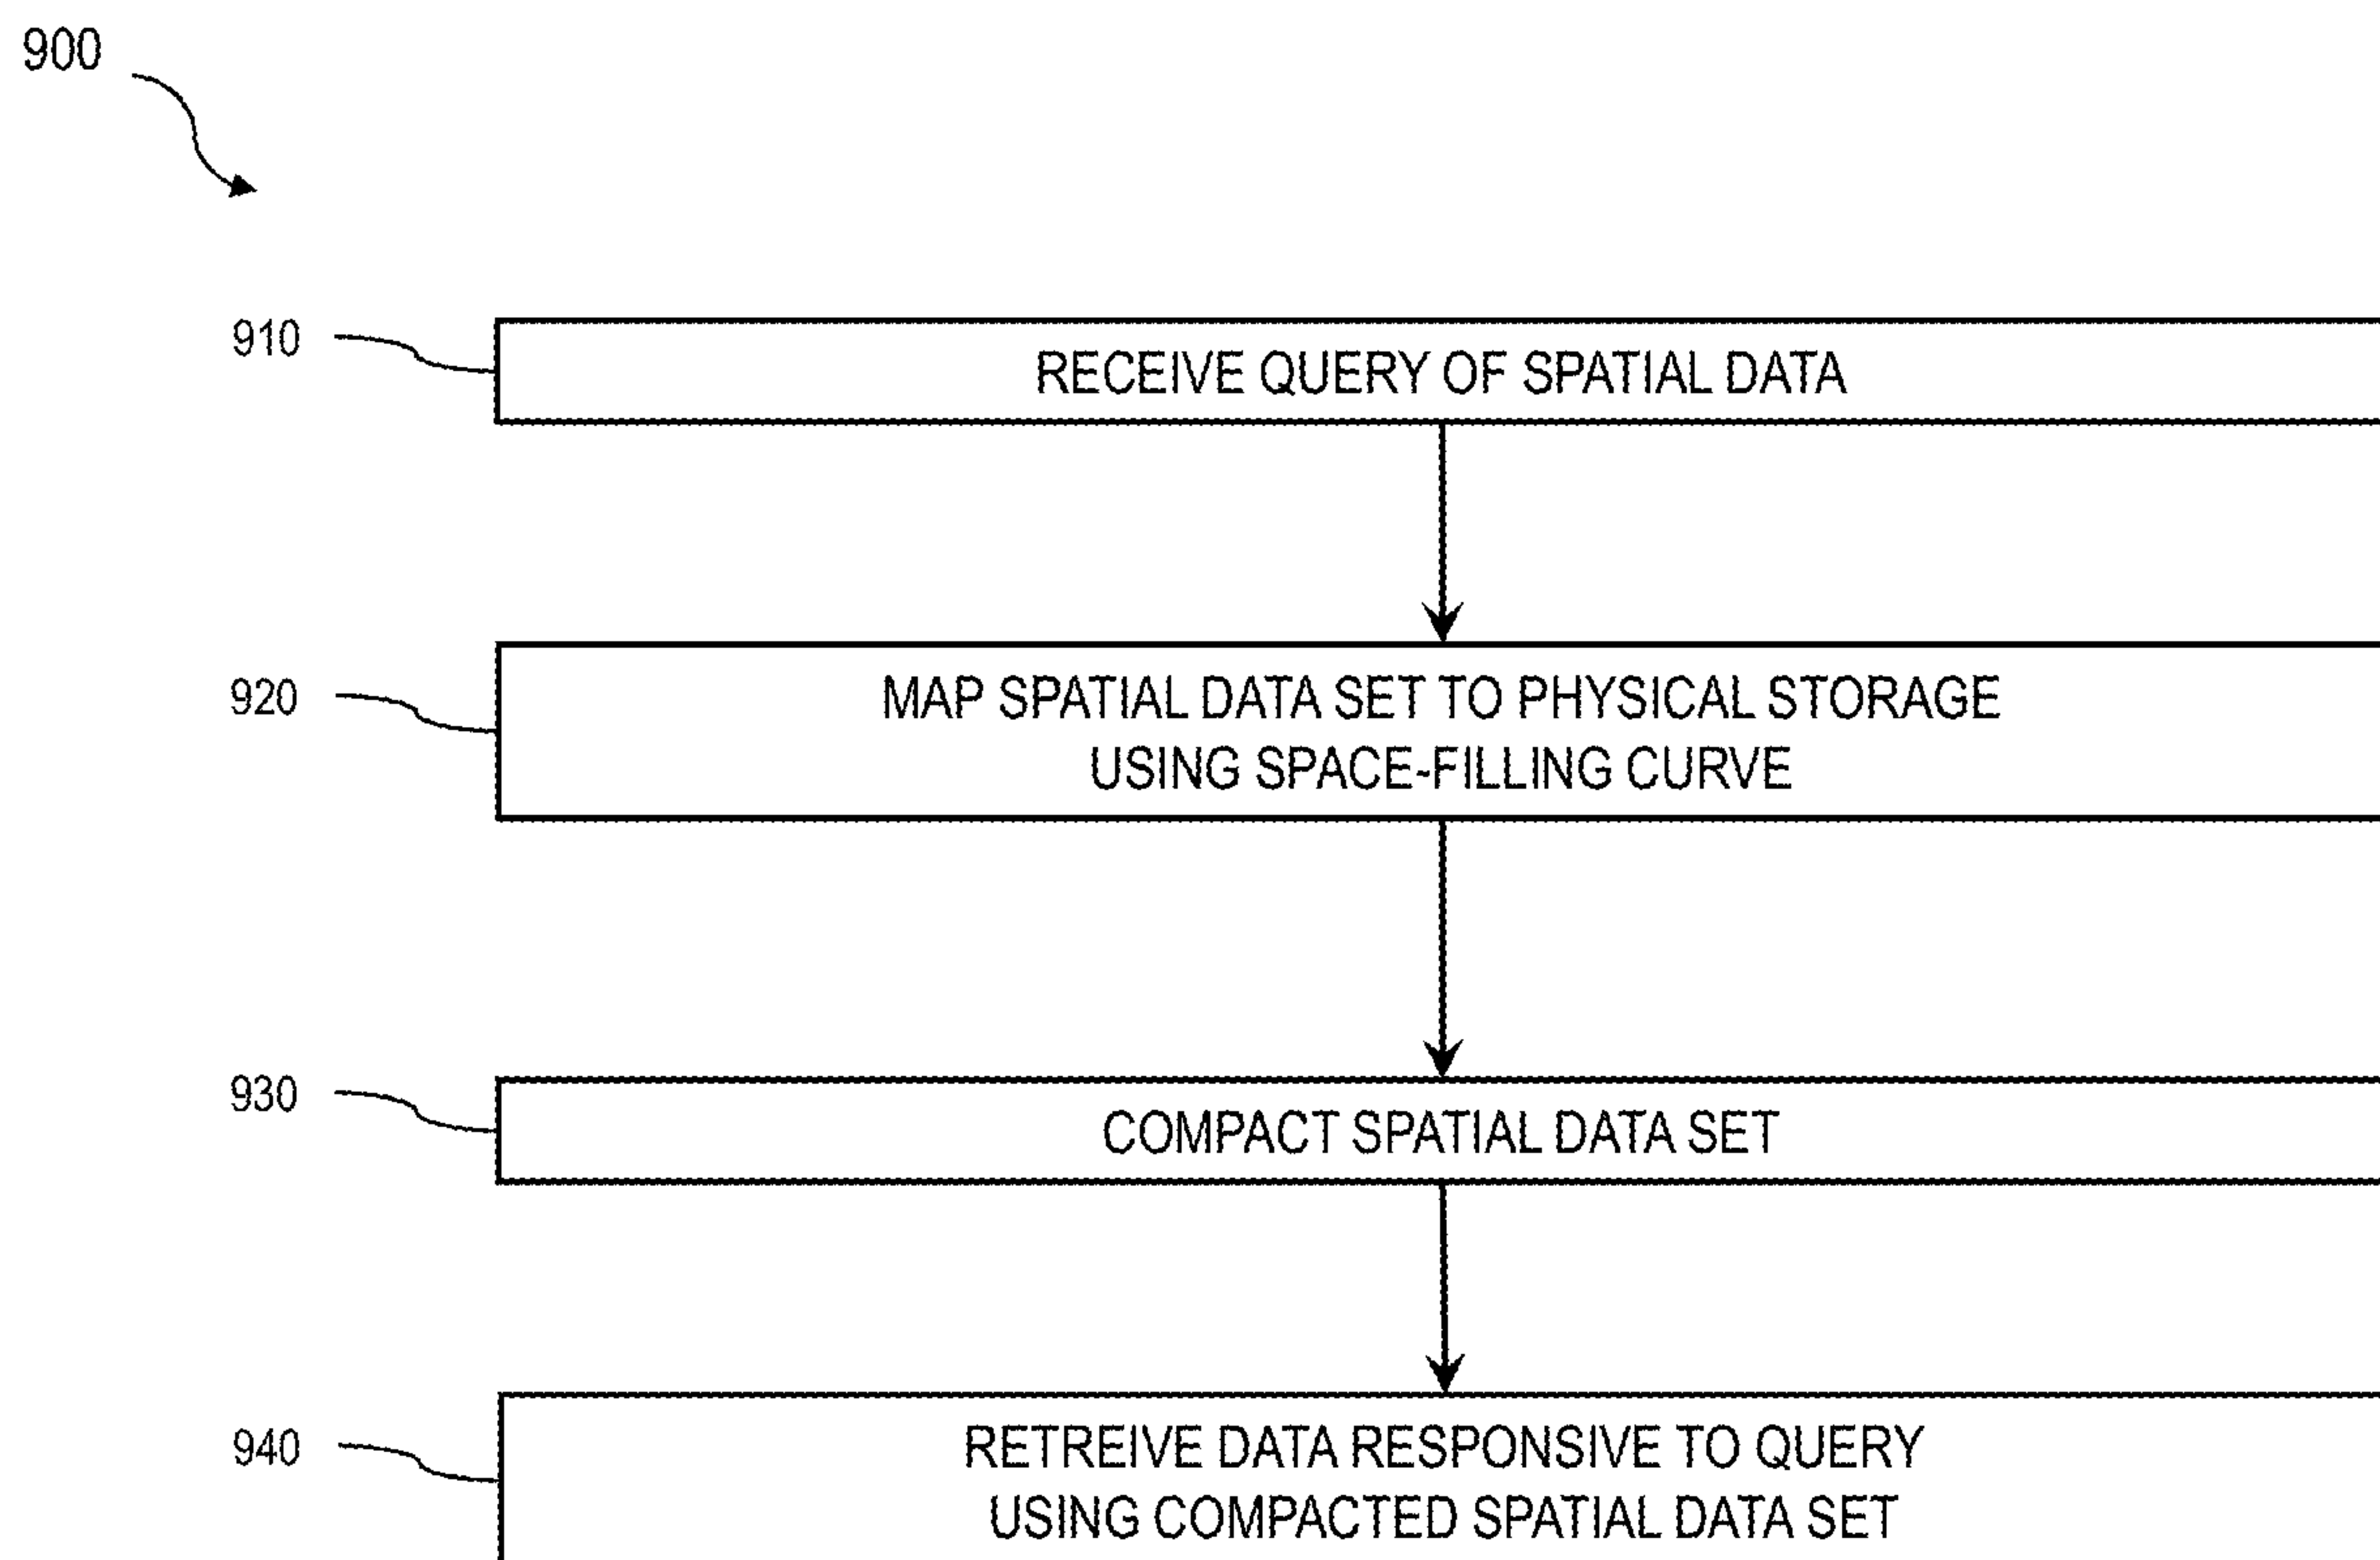 900
910
RECEIVE QUERY OF SPATIAL DATA
920
MAP SPATIAL DATA SET TO PHYSICAL STORAGE
USING SPACE-FILLING CURVE
930
COMPACT SPATIAL DATA SET
940
RETREIVE DATA RESPONSIVE TO QUERY
USING COMPACTED SPATIAL DATA SET